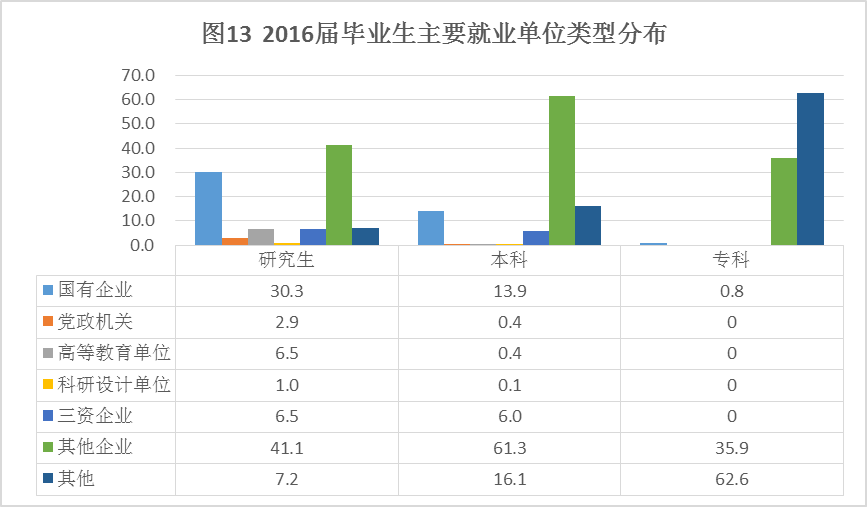 图13 2016届毕业生主要就业单位类型分布
70.0
60.0
50.0
40.0
30.0
20.0
10.0
0.0
研究生 本科 专科
国有企业 30.3 13.9 0.8
党政机关 2.9 0.4 0
高等教育单位 6.5 0.4 0
科研设计单位 1.0 0.1 0
三资企业 6.5 6.0 0
其他企业 41.1 61.3 35.9
其他 7.2 16.1 62.6